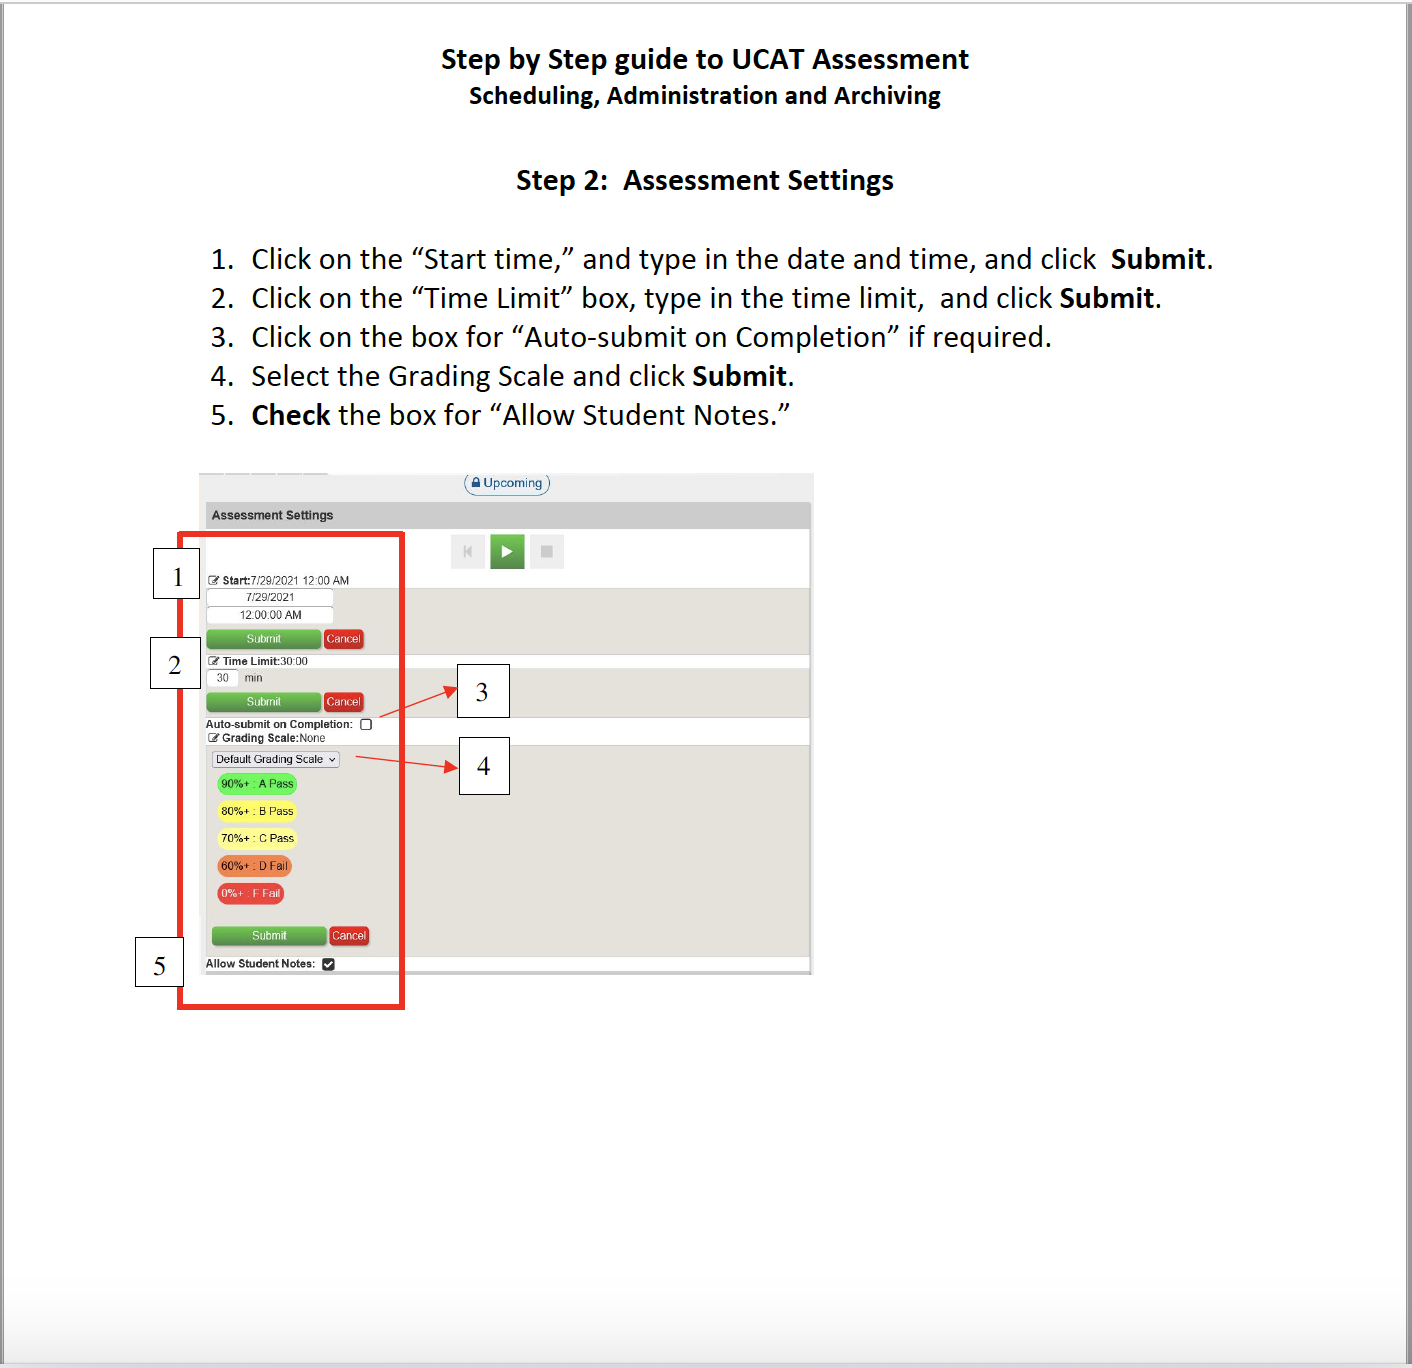 Step by Step guide to UCAT Assessment
Scheduling, Administration and Archiving
Step 2:  Assessment Settings
1. Click on the “Start time,” and type in the date and time, and click  Submit.
2. Click on the “Time Limit” box, type in the time limit,  and click Submit.
3. Click on the box for “Auto-submit on Completion” if required.
4. Select the Grading Scale and click Submit.
5. Check the box for “Allow Student Notes.”
Upcoming
Assessment Settings
1
Start:7/29/2021 12:00 AM
7/29/2021
12:00:00 AM
Submit Cancel
2
Time Limit:30:00
30 min
Submit Cancel
3
Auto-submit on Completion:
Grading Scale:None
4
Default Grading Scale
90%+ : A Pass
80%+ : B Pass
70%+ : C Pass
60%+ : D Fail
0%+ : F Fail
Submit Cancel
5
Allow Student Notes: